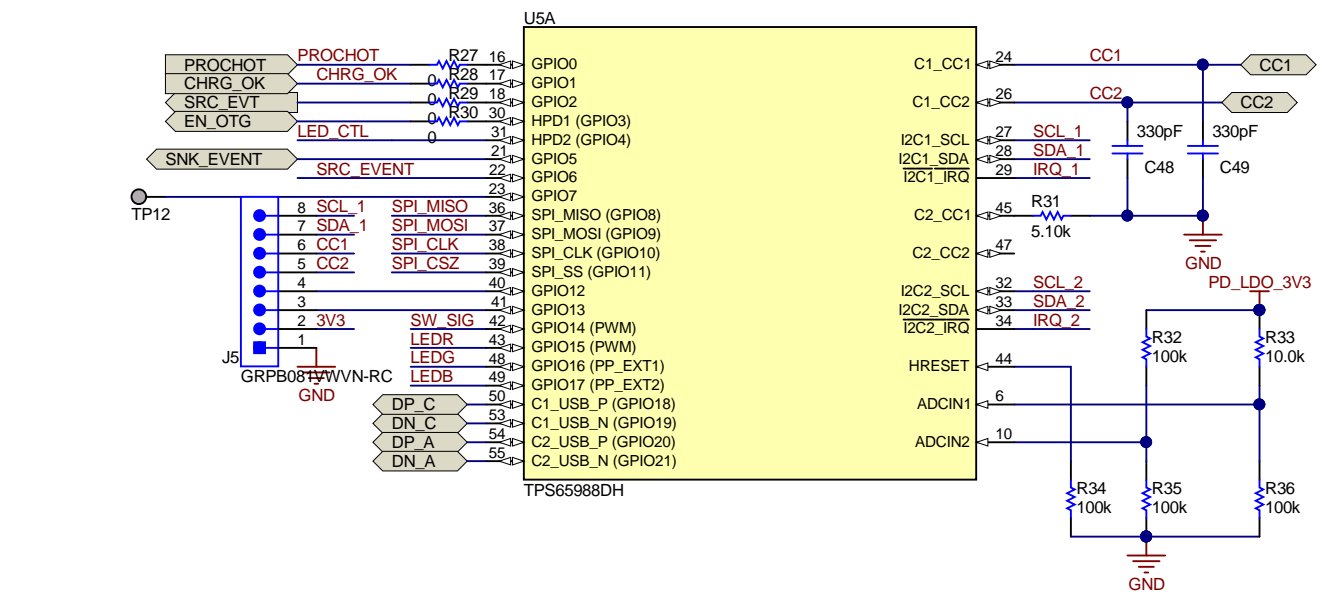 U5A
PROCHOT PROCHOT R27 16 GPIO0 C1_CC1 24 CC1 CC1
CHRG_OK CHRG_OK 0 R28 17 GPIO1
SRC_EVT 0 R29 18 GPIO2 C1_CC2 26 CC2 CC2
EN_OTG 0 R30 30 HPD1 (GPIO3)
LED_CTL 0 31 HPD2 (GPIO4) I2C1_SCL 27 SCL_1 330pF 330pF
SNK_EVENT 21 GPIO5 I2C1_SDA 28 SDA_1
SRC_EVENT 22 GPIO6 I2C1_IRQ 29 IRQ_1 C48 C49
23 GPIO7
TP12
8 SCL_1 SPI_MISO 36 SPI_MISO (GPIO8) C2_CC1 45 R31
7 SDA_1 SPI_MOSI 37 SPI_MOSI (GPIO9) 5.10k
6 CC1 SPI_CLK 38 SPI_CLK (GPIO10) C2_CC2 47
GND
5 CC2 SPI_CSZ 39 SPI_SS (GPIO11)
PD_LDO_3V3
4 40 GPIO12 I2C2_SCL 32 SCL_2
3 41 GPIO13 I2C2_SDA 33 SDA_2
2 3V3 SW_SIG 42 GPIO14 (PWM) I2C2_IRQ 34 IRQ_2
1 LEDR 43 GPIO15 (PWM) R32 R33
J5 100k 10.0k
LEDG 48 GPIO16 (PP_EXT1) HRESET 44
GRPB081VWVN-RC LEDB 49 GPIO17 (PP_EXT2)
GND
DP_C 50 C1_USB_P (GPIO18) ADCIN1 6
DN_C 53 C1_USB_N (GPIO19)
DP_A 54 C2_USB_P (GPIO20) ADCIN2 10
DN_A 55 C2_USB_N (GPIO21)
TPS65988DH
R34 R35 R36
100k 100k 100k
GND